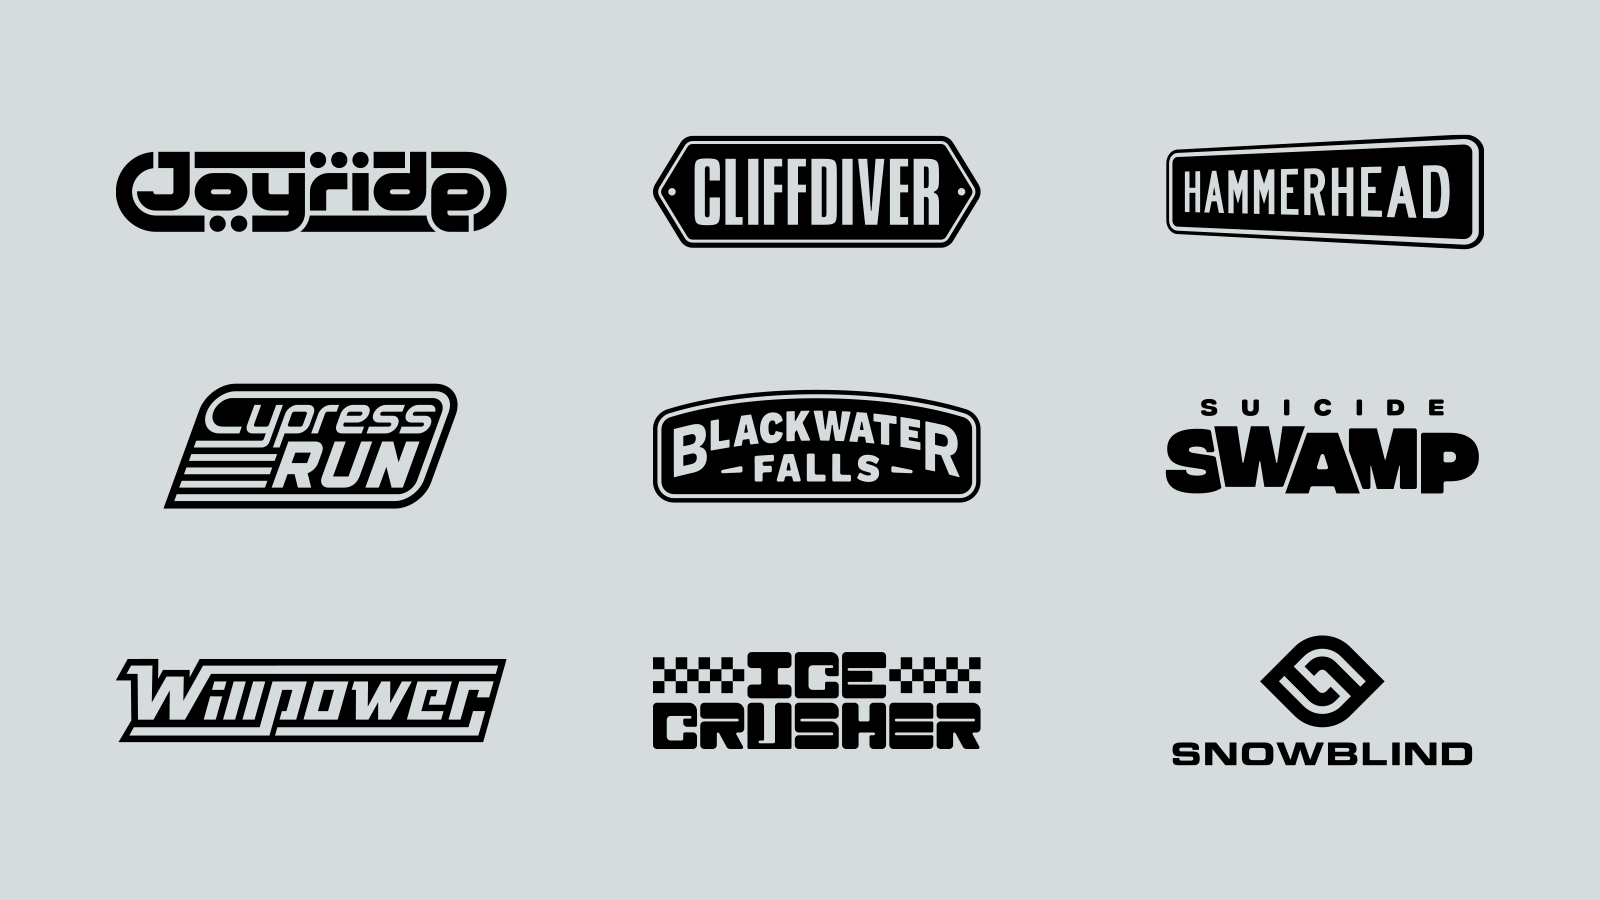 Joyride
CLIFFDIVER
HAMMERHEAD
Cypress
RUN
BLACKWATER
FALLS
SUICIDE
SWAMP
Willpower
ICE
CRUSHER
SNOWBLIND